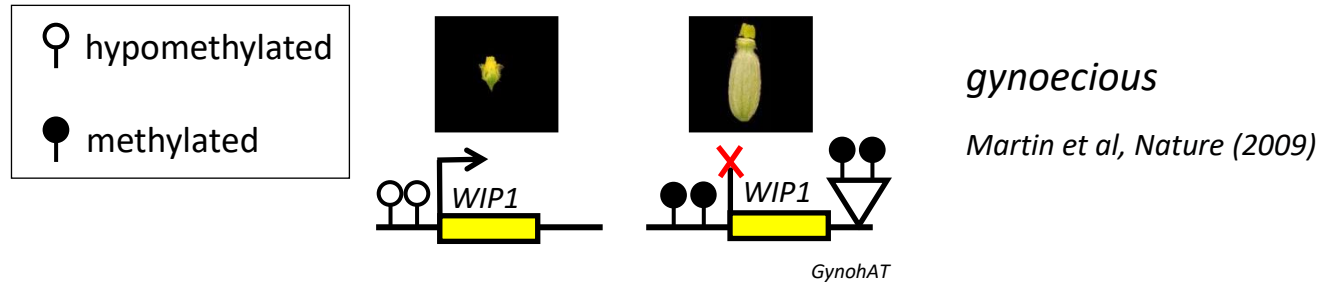 hypomethylated
methylated
WIP1
WIP1
GynohAT
gynoecious
Martin et al, Nature (2009)